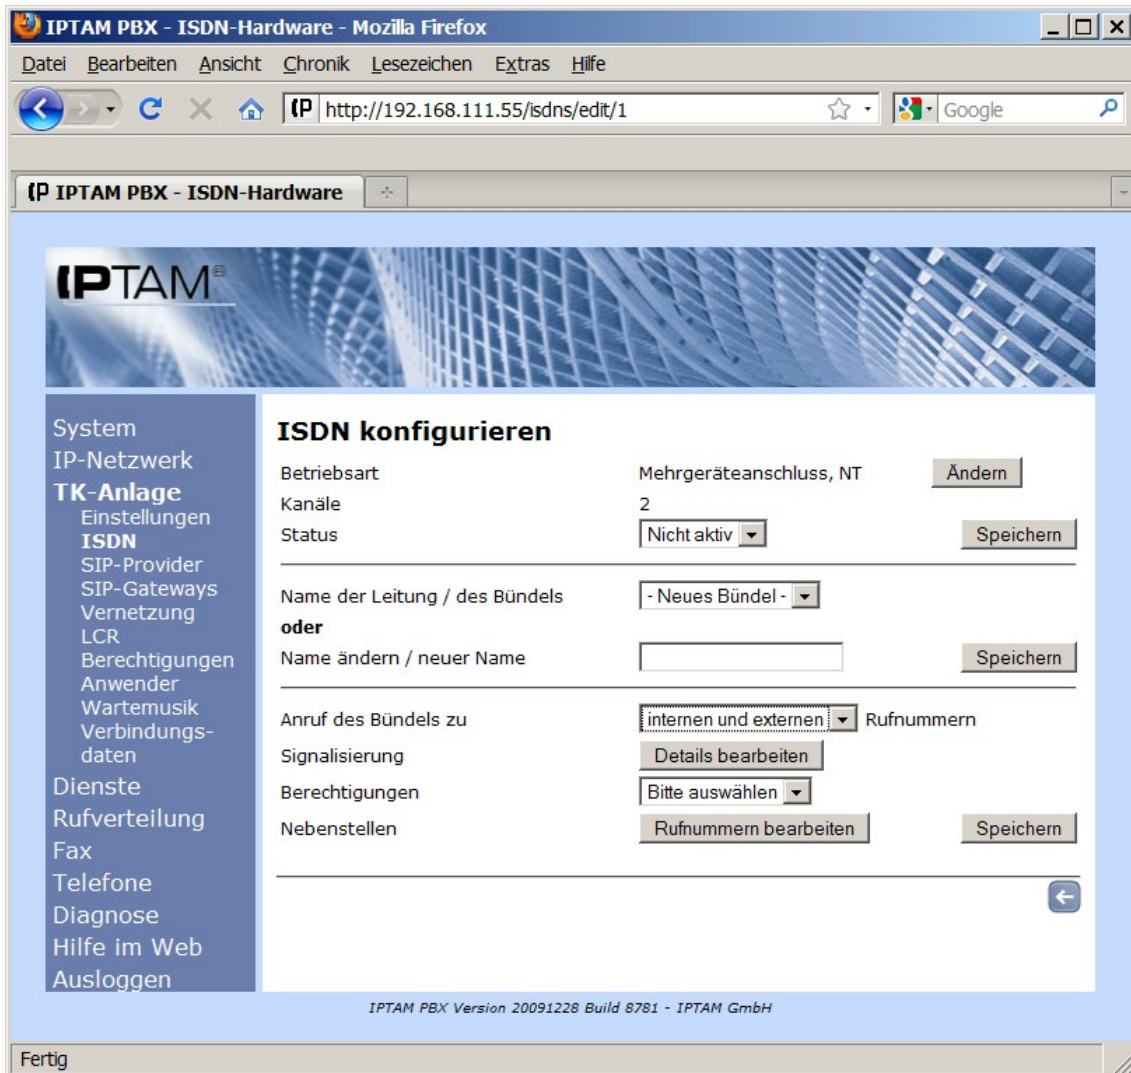 IPTAM PBX - ISDN-Hardware - Mozilla Firefox
Datei Bearbeiten Ansicht Chronik Lesezeichen Extras Hilfe
(P http://192.168.111.55/isdns/edit/1 Google
(P IPTAM PBX - ISDN-Hardware
IPTAM®
System
IP-Netzwerk
TK-Anlage
Einstellungen
ISDN
SIP-Provider
SIP-Gateways
Vernetzung
LCR
Berechtigungen
Anwender
Wartemusik
Verbindungs-
daten
Dienste
Rufverteilung
Fax
Telefone
Diagnose
Hilfe im Web
Ausloggen
ISDN konfigurieren
Betriebsart Mehrgeräteanschluss, NT Ändern
Kanäle 2
Status Nicht aktiv Speichern
Name der Leitung / des Bündels - Neues Bündel -
oder
Name ändern / neuer Name Speichern
Anruf des Bündels zu internen und externen Rufnummern
Signalisierung Details bearbeiten
Berechtigungen Bitte auswählen
Nebenstellen Rufnummern bearbeiten Speichern
IPTAM PBX Version 20091228 Build 8781 - IPTAM GmbH
Fertig